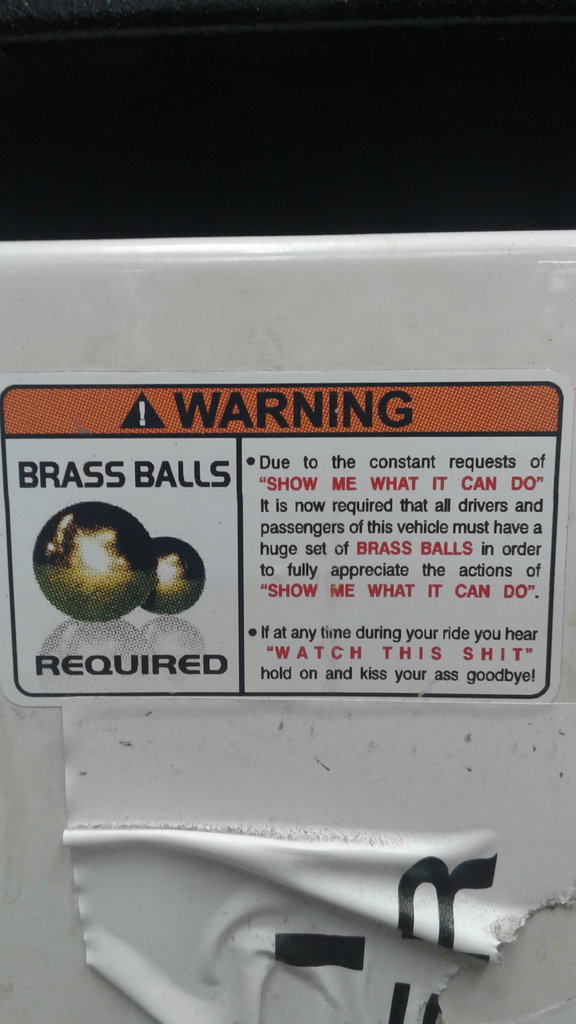 WARNING
BRASS BALLS
REQUIRED
• Due to the constant requests of
"SHOW ME WHAT IT CAN DO"
It is now required that all drivers and
passengers of this vehicle must have a
huge set of BRASS BALLS in order
to fully appreciate the actions of
"SHOW ME WHAT IT CAN DO".
• If at any time during your ride you hear
"WATCH THIS SHIT"
hold on and kiss your ass goodbye!